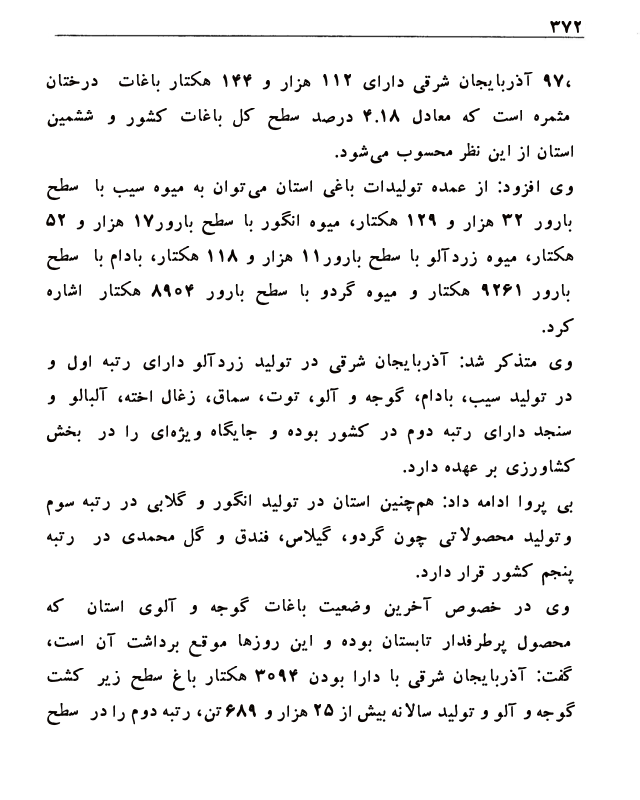 ۳۷۲
۹۷، آذربایجان شرقی دارای ۱۱۲ هزار و ۱۴۴ هکتار باغات درختان
مثمره است که معادل ۴.۱۸ درصد سطح کل باغات کشور و ششمین
استان از این نظر محسوب می‌شود.
وی افزود: از عمده تولیدات باغی استان می‌توان به میوه سیب با سطح
بارور ۳۲ هزار و ۱۲۹ هکتار، میوه انگور با سطح بارور۱۷ هزار و ۵۲
هکتار، میوه زردآلو با سطح بارور۱۱ هزار و ۱۱۸ هکتار، بادام با سطح
بارور ۹۲۶۱ هکتار و میوه گردو با سطح بارور ۸۹۰۴ هکتار اشاره
کرد.
وی متذکر شد: آذربایجان شرقی در تولید زردآلو دارای رتبه اول و
در تولید سیب، بادام، گوجه و آلو، توت، سماق، زغال اخته، آلبالو و
سنجد دارای رتبه دوم در کشور بوده و جایگاه ویژه‌ای را در بخش
کشاورزی بر عهده دارد.
بی پروا ادامه داد: هم‌چنین استان در تولید انگور و گلابی در رتبه سوم
و تولید محصولاتی چون گردو، گیلاس، فندق و گل محمدی در رتبه
پنجم کشور قرار دارد.
وی در خصوص آخرین وضعیت باغات گوجه و آلوی استان که
محصول پرطرفدار تابستان بوده و این روزها موقع برداشت آن است،
گفت: آذربایجان شرقی با دارا بودن ۳۰۹۴ هکتار باغ سطح زیر کشت
گوجه و آلو و تولید سالانه بیش از ۲۵ هزار و ۶۸۹ تن، رتبه دوم را در سطح